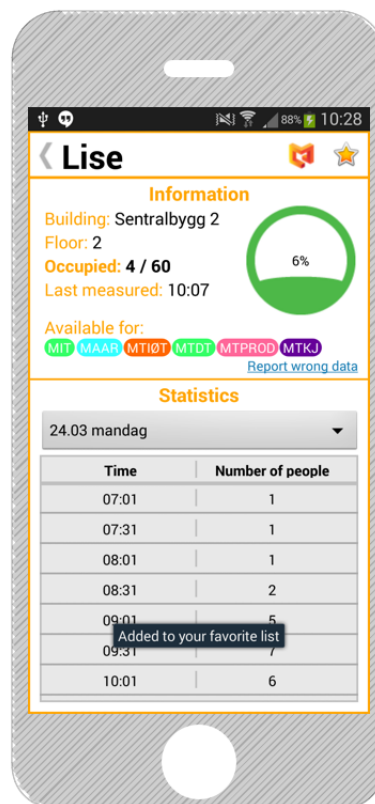 88% 10:28
Lise
Information
Building: Sentralbygg 2
Floor: 2
Occupied: 4 / 60
Last measured: 10:07
6%
Available for:
MIT MAAR MTIØT MTDT MTPROD MTKJ
Report wrong data
Statistics
24.03 mandag
Time Number of people
07:01 1
07:31 1
08:01 1
08:31 2
09:01 5
Added to your favorite list
09:31 7
10:01 6